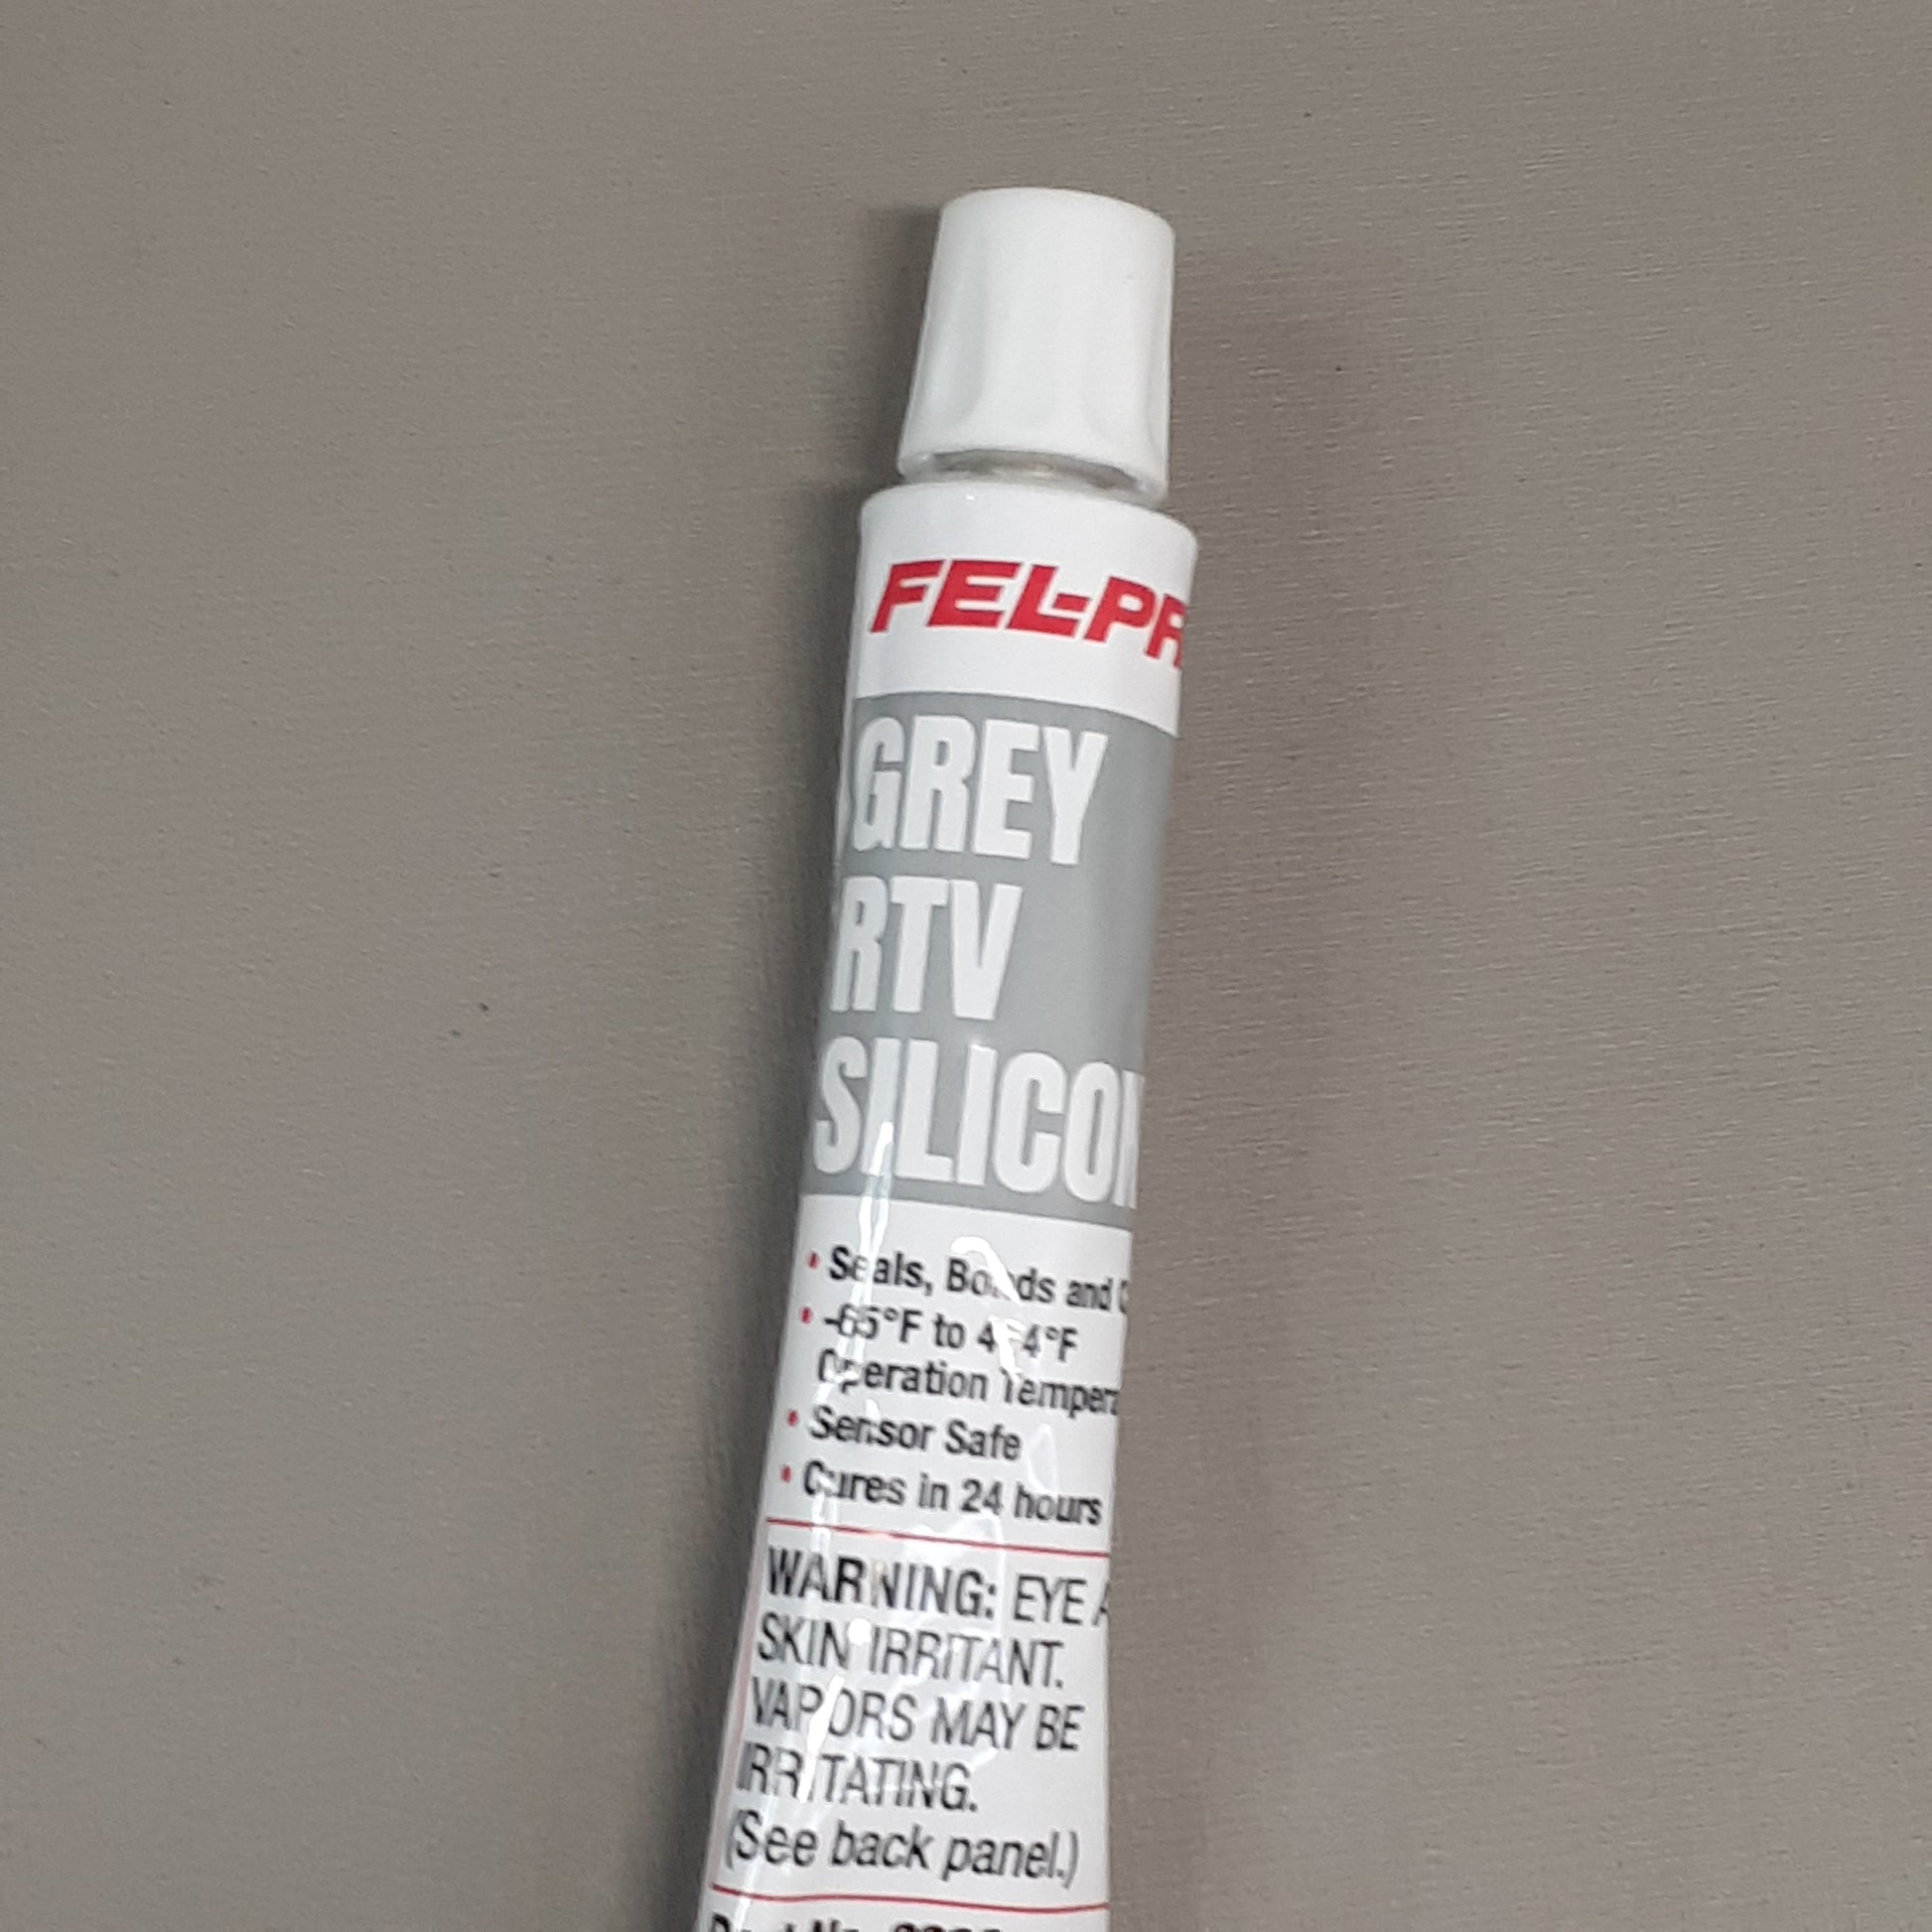 FEL-PR
GREY
RTV
SILICON
• Seals, Bonds and
• -65°F to
Operation Tempera
• Sensor Safe
• Cures in 24 hours
WARNING: EYE
SKIN IRRITANT.
VAPORS MAY BE
IRRITATING.
(See back panel.)